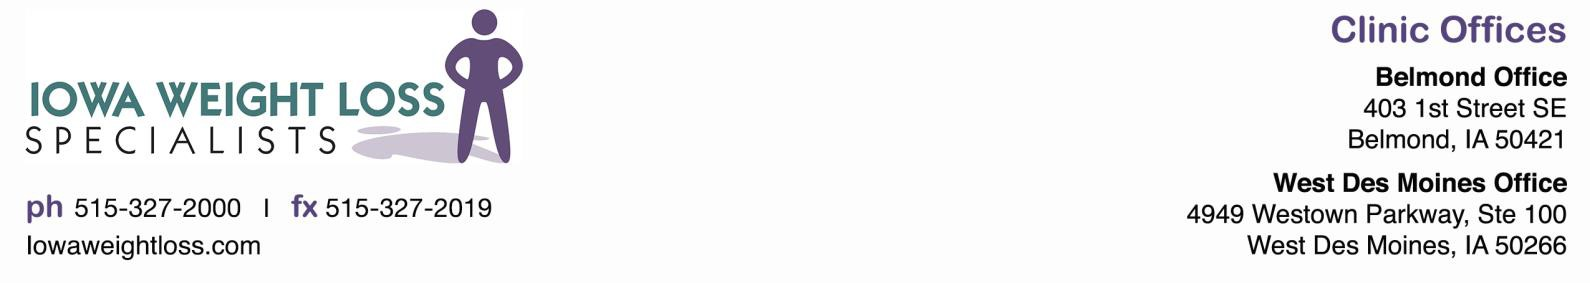 IOWA WEIGHT LOSS
SPECIALISTS
ph 515-327-2000 | fx 515-327-2019
Iowaweightloss.com
Clinic Offices
Belmond Office
403 1st Street SE
Belmond, IA 50421
West Des Moines Office
4949 Westown Parkway, Ste 100
West Des Moines, IA 50266